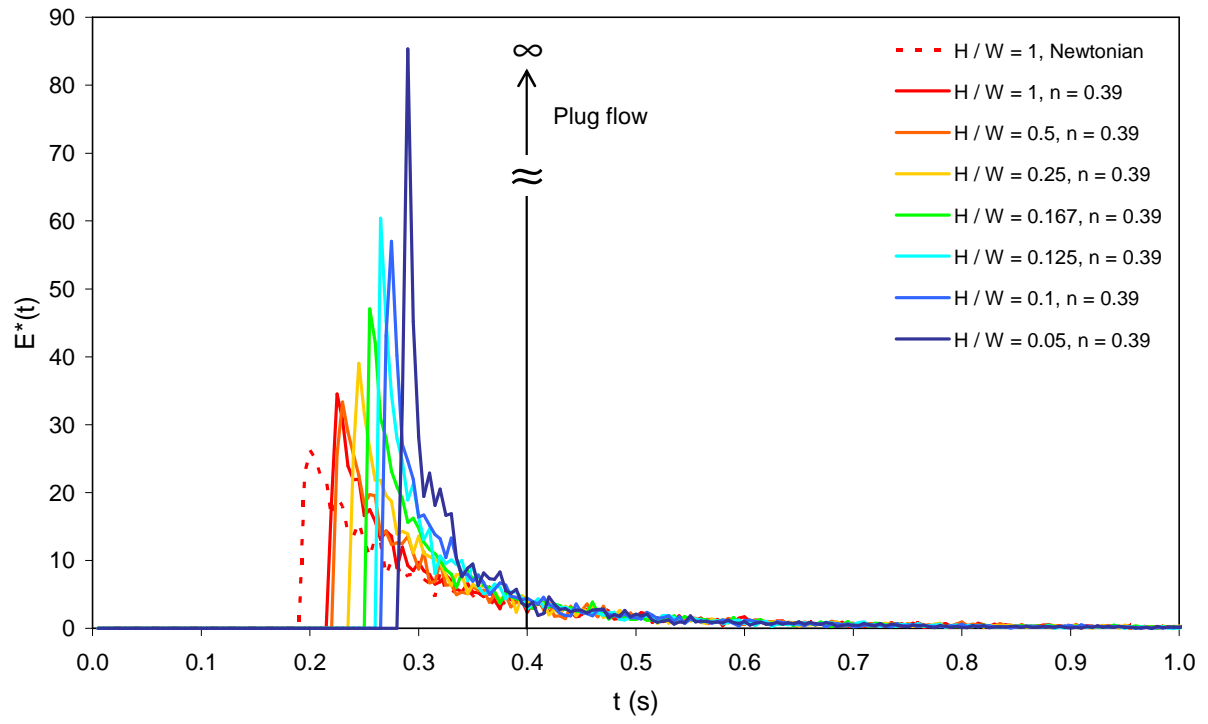 90
80
70
60
50
40
30
20
10
0
E*(t)
∞
Plug flow
≈
H / W = 1, Newtonian
H / W = 1, n = 0.39
H / W = 0.5, n = 0.39
H / W = 0.25, n = 0.39
H / W = 0.167, n = 0.39
H / W = 0.125, n = 0.39
H / W = 0.1, n = 0.39
H / W = 0.05, n = 0.39
0.0 0.1 0.2 0.3 0.4 0.5 0.6 0.7 0.8 0.9 1.0
t (s)